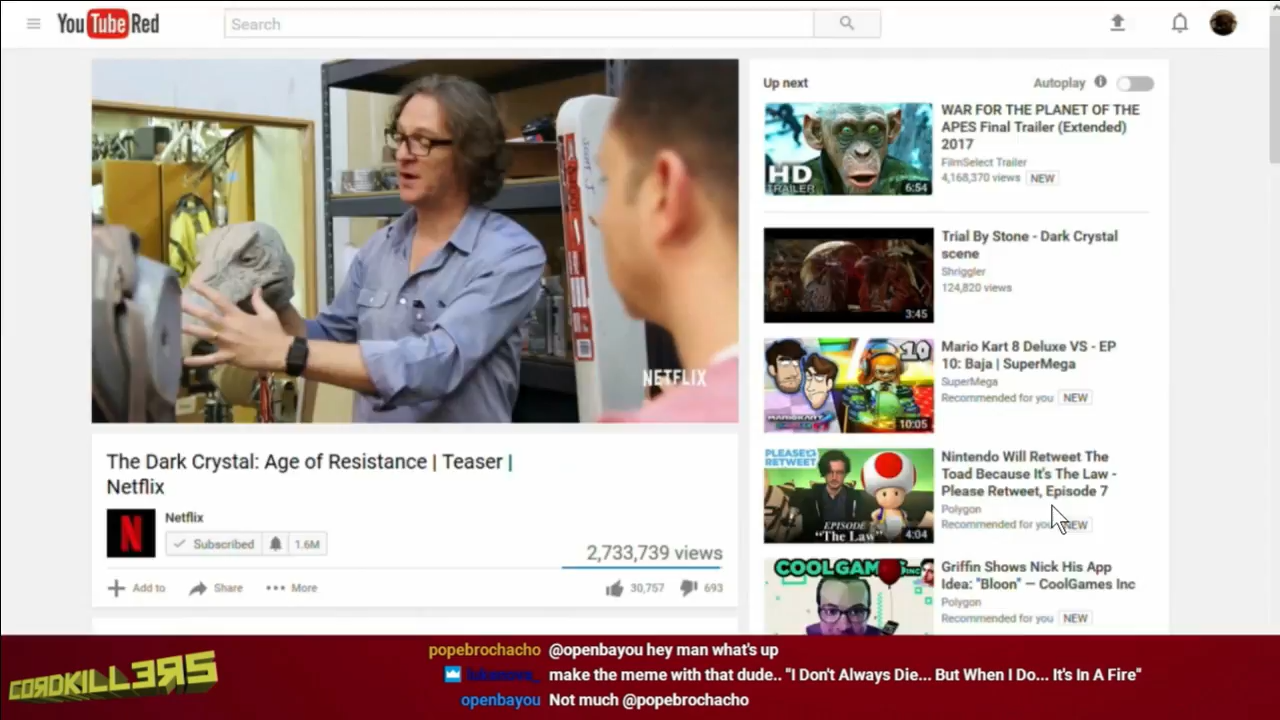 YouTube Red
Search
Up next
Autoplay
WAR FOR THE PLANET OF THE
APES Final Trailer (Extended)
2017
FilmSelect Trailer
4,168,370 views NEW
HD
TRAILER
6:54
Trial By Stone - Dark Crystal
scene
Shriggler
124,820 views
3:45
Mario Kart 8 Deluxe VS - EP
10: Baja | SuperMega
SuperMega
Recommended for you NEW
10
10:05
NETFLIX
The Dark Crystal: Age of Resistance | Teaser |
Netflix
N
Netflix
Subscribed 1.6M
2,733,739 views
Add to Share More
30,757 693
Nintendo Will Retweet The
Toad Because It's The Law -
Please Retweet, Episode 7
Polygon
Recommended for you NEW
PLEASE
RETWEET
EPISODE
"The Law"
4:04
Griffin Shows Nick His App
Idea: "Bloon" — CoolGames Inc
Polygon
Recommended for you NEW
COOLGAMES INC
CORDKILL3RS
popebrochacho @openbayou hey man what's up
make the meme with that dude.. "I Don't Always Die... But When I Do... It's In A Fire"
openbayou Not much @popebrochacho